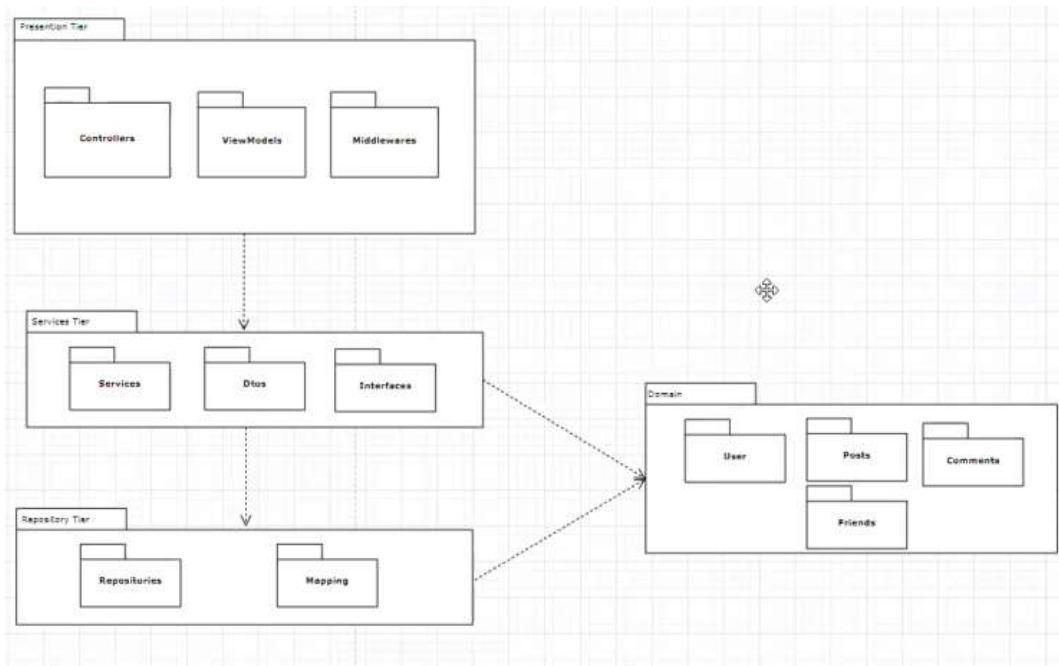 Presention Tier
Controllers
ViewModels
Middlewares
Services Tier
Services
Dtos
Interfaces
Domain
User
Posts
Comments
Friends
Repository Tier
Repositories
Mapping